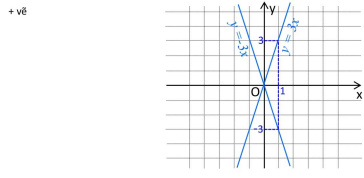 + vẽ
y
y = -3x
y = 3x
3
O
1
x
-3